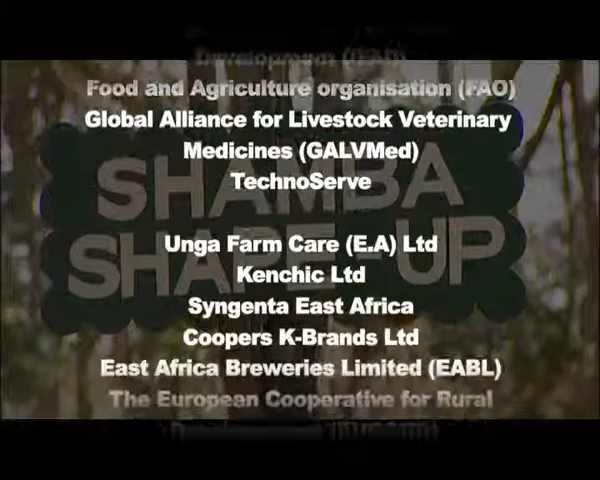 Development (IFAD)
Food and Agriculture organisation (FAO)
Global Alliance for Livestock Veterinary
Medicines (GALVMed)
TechnoServe
SHAMBA
SHAPE-UP
Unga Farm Care (E.A) Ltd
Kenchic Ltd
Syngenta East Africa
Coopers K-Brands Ltd
East Africa Breweries Limited (EABL)
The European Cooperative for Rural